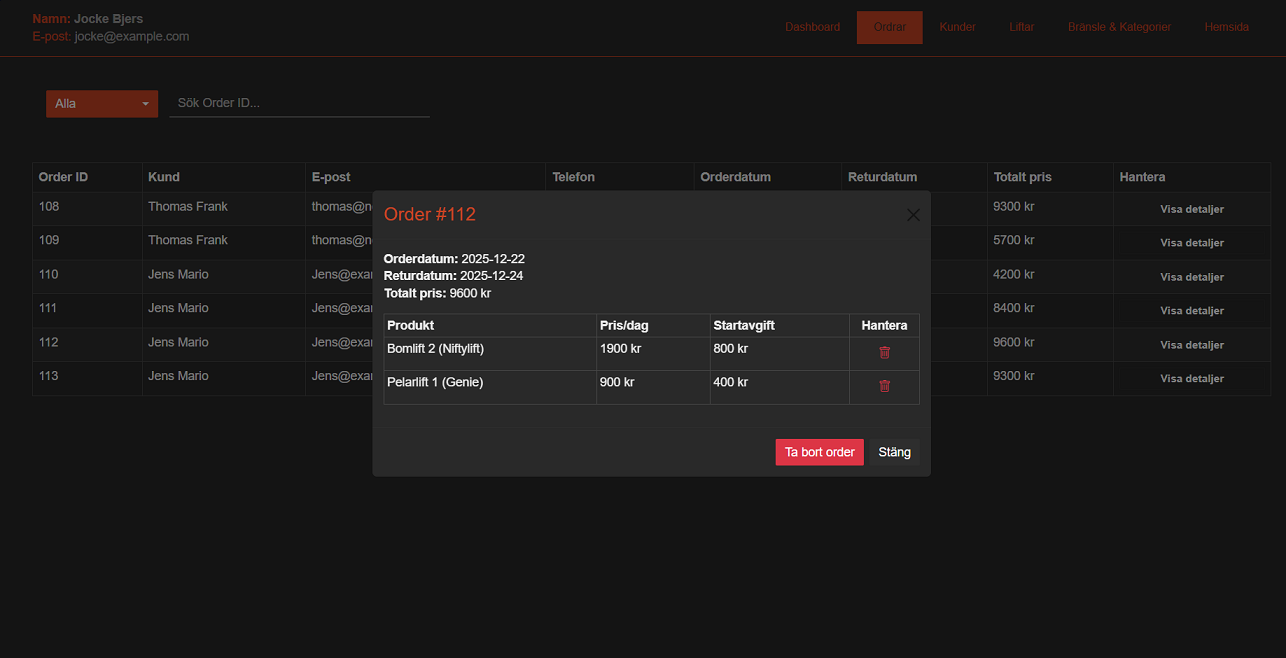 Namn: Jocke Bjers
E-post: jocke@example.com
Dashboard Ordrar Kunder Liftar Bränsle & Kategorier Hemsida
Alla Sök Order ID...
Order ID Kund E-post Telefon Orderdatum Returdatum Totalt pris Hantera
108 Thomas Frank thomas@n 9300 kr Visa detaljer
109 Thomas Frank thomas@n 5700 kr Visa detaljer
110 Jens Mario Jens@exa 4200 kr Visa detaljer
111 Jens Mario Jens@exa 8400 kr Visa detaljer
112 Jens Mario Jens@exa 9600 kr Visa detaljer
113 Jens Mario Jens@exa 9300 kr Visa detaljer
Order #112
Orderdatum: 2025-12-22
Returdatum: 2025-12-24
Totalt pris: 9600 kr
Produkt Pris/dag Startavgift Hantera
Bomlift 2 (Niftylift) 1900 kr 800 kr
Pelarlift 1 (Genie) 900 kr 400 kr
Ta bort order Stäng